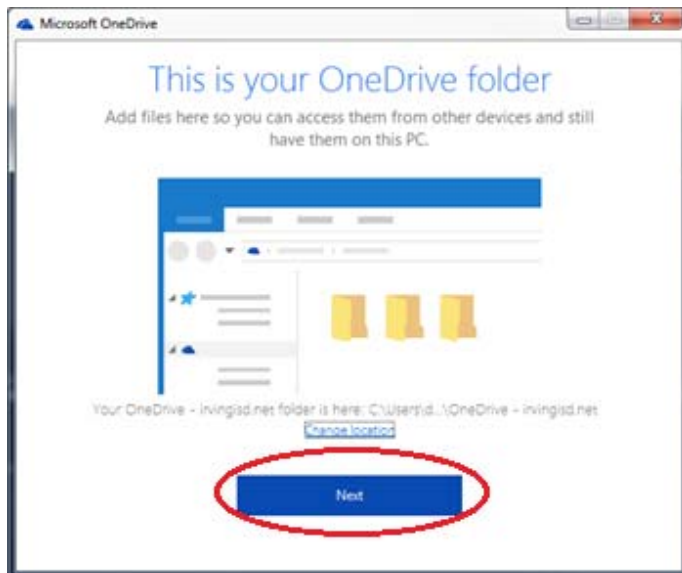 Microsoft OneDrive
This is your OneDrive folder
Add files here so you can access them from other devices and still
have them on this PC.
Your OneDrive - irvingisd.net folder is here: C:\Users\d...\OneDrive - irvingisd.net
Change location
Next